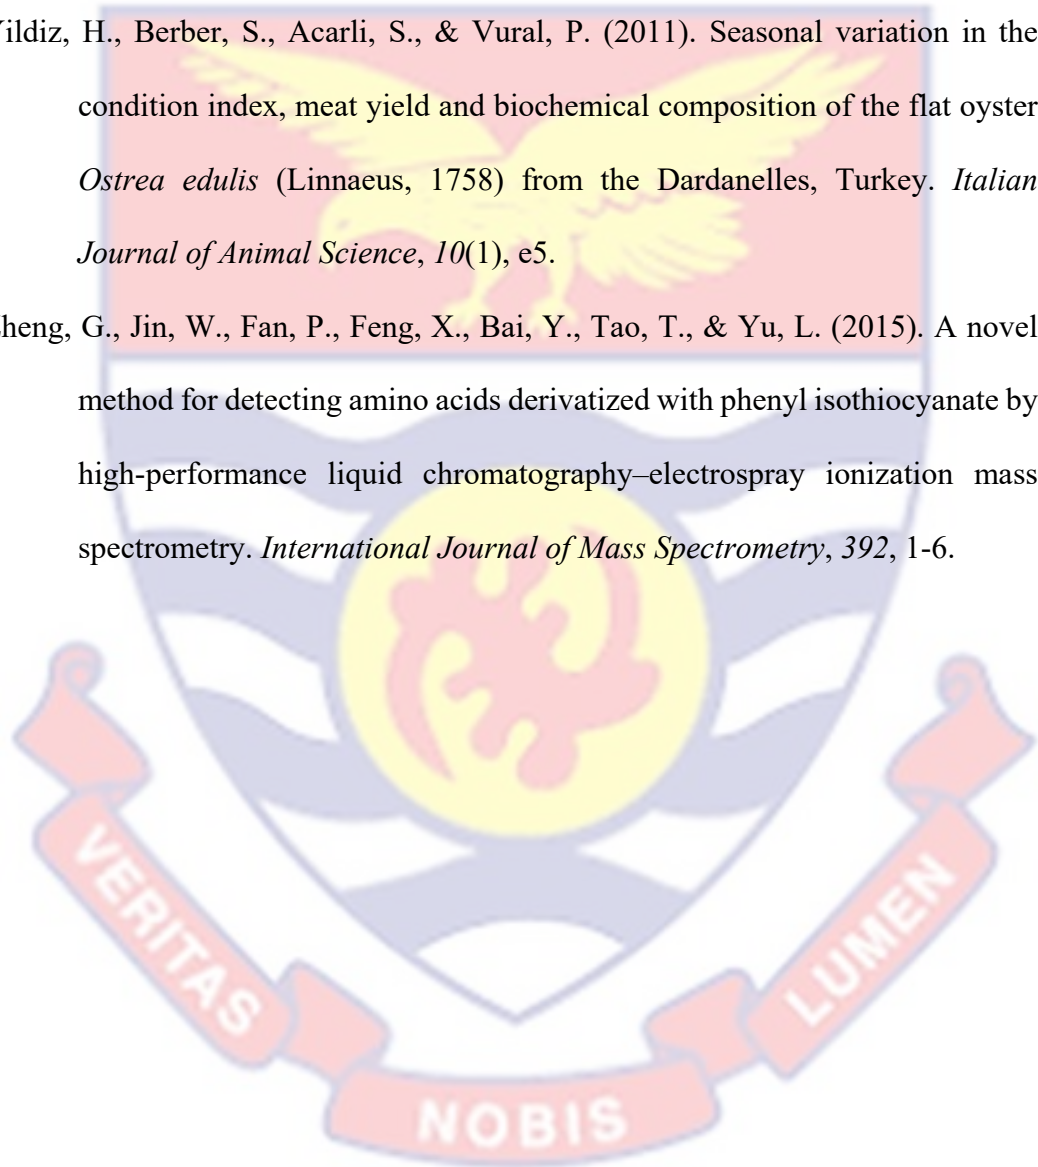 Yildiz, H., Berber, S., Acarli, S., & Vural, P. (2011). Seasonal variation in the
condition index, meat yield and biochemical composition of the flat oyster
Ostrea edulis (Linnaeus, 1758) from the Dardanelles, Turkey. Italian
Journal of Animal Science, 10(1), e5.
Zheng, G., Jin, W., Fan, P., Feng, X., Bai, Y., Tao, T., & Yu, L. (2015). A novel
method for detecting amino acids derivatized with phenyl isothiocyanate by
high-performance liquid chromatography–electrospray ionization mass
spectrometry. International Journal of Mass Spectrometry, 392, 1-6.
VERITAS
NOBIS
LUMEN